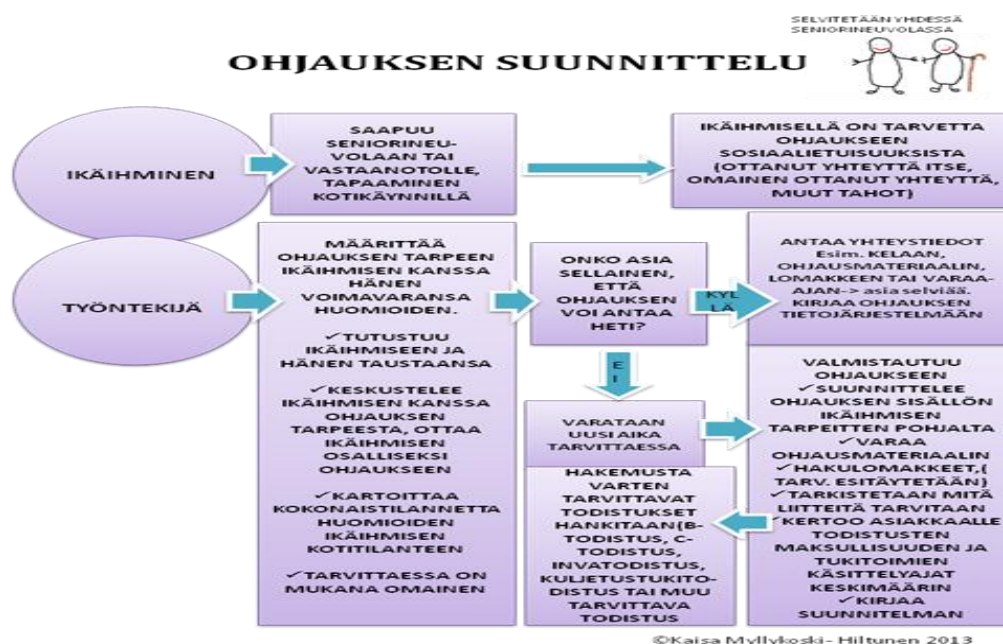 SELVITETÄÄN YHDESSÄ
SENIORINEUVOLASSA
OHJAUKSEN SUUNNITTELU
IKÄIHMINEN
SAAPUU
SENIORINEU-
VOLAAN TAI
VASTAANOTOLLE,
TAPAAMINEN
KOTIKÄYNNILLÄ
IKÄIHMISELLÄ ON TARVETTA
OHJAUKSEEN
SOSIAALIETUISUUKSISTA
(OTTANUT YHTEYTTÄ ITSE,
OMAINEN OTTANUT YHTEYTTÄ,
MUUT TAHOT)
TYÖNTEKIJÄ
MÄÄRITTÄÄ
OHJAUKSEN TARPEEN
IKÄIHMISEN KANSSA
HÄNEN
VOIMAVARANSA
HUOMIOIDEN.
✓TUTUSTUU
IKÄIHMISEEN JA
HÄNEN TAUSTAANSA
✓KESKUSTELEE
IKÄIHMISEN KANSSA
OHJAUKSEN
TARPEESTA, OTTAA
IKÄIHMISEN
OSALLISEKSI
OHJAUKSEEN
✓KARTOITTAA
KOKONAISTILANNETTA
HUOMIOIDEN
IKÄIHMISEN
KOTITILANTEEN
✓TARVITTAESSA ON
MUKANA OMAINEN
ONKO ASIA
SELLAINEN,
ETTÄ
OHJAUKSEN
VOI ANTAA
HETI?
KYL
LÄ
ANTAA YHTEYSTIEDOT
Esim. KELAAN,
OHJAUSMATERIAALIN,
LOMAKKEEN TAI VARAA-
AJAN-> asia selviää.
KIRJAA OHJAUKSEN
TIETOJÄRJESTELMÄÄN
E
I
VARATAAN
UUSI AIKA
TARVITTAESSA
VALMISTAUTUU
OHJAUKSEEN
✓SUUNNITTELEE
OHJAUKSEN SISÄLLÖN
IKÄIHMISEN
TARPEITTEN POHJALTA
✓VARAA
OHJAUSMATERIAALIN
✓HAKULOMAKKEET,(
TARV. ESITÄYTETÄÄN)
✓TARKISTETAAN MITÄ
LIITTEITÄ TARVITAAN
✓KERTOO ASIAKKAALLE
TODISTUSTEN
MAKSULLISUUDEN JA
TUKITOIMIEN
KÄSITTELYAJAT
KESKIMÄÄRIN
✓KIRJAA
SUUNNITELMAN
HAKEMUSTA
VARTEN
TARVITTAVAT
TODISTUKSET
HANKITAAN(B-
TODISTUS, C-
TODISTUS,
INVATODISTUS,
KULJETUSTUKITO-
DISTUS TAI MUU
TARVITTAVA
TODISTUS
©Kaisa Myllykoski- Hiltunen 2013